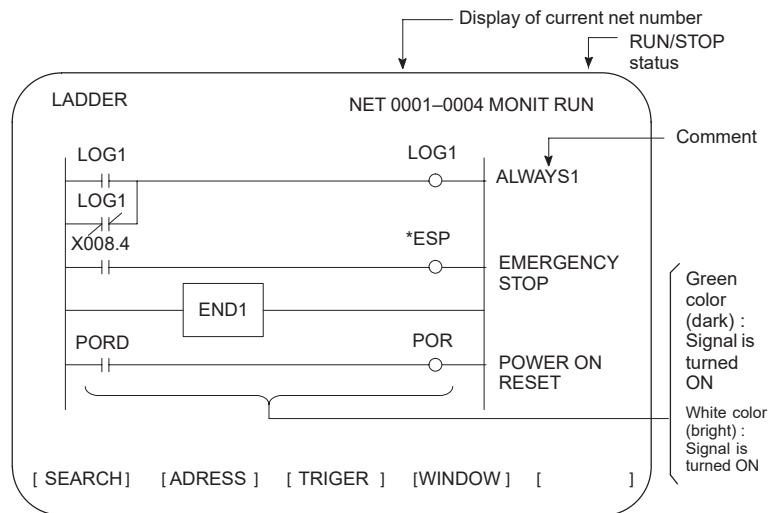 Display of current net number
RUN/STOP
status
LADDER
NET 0001–0004 MONIT RUN
Comment
LOG1
LOG1
ALWAYS1
LOG1
X008.4
*ESP
EMERGENCY
STOP
END1
PORD
POR
POWER ON
RESET
Green
color
(dark) :
Signal is
turned
ON
White color
(bright) :
Signal is
turned ON
[ SEARCH ] [ ADRESS ] [ TRIGER ] [WINDOW ] [ ]